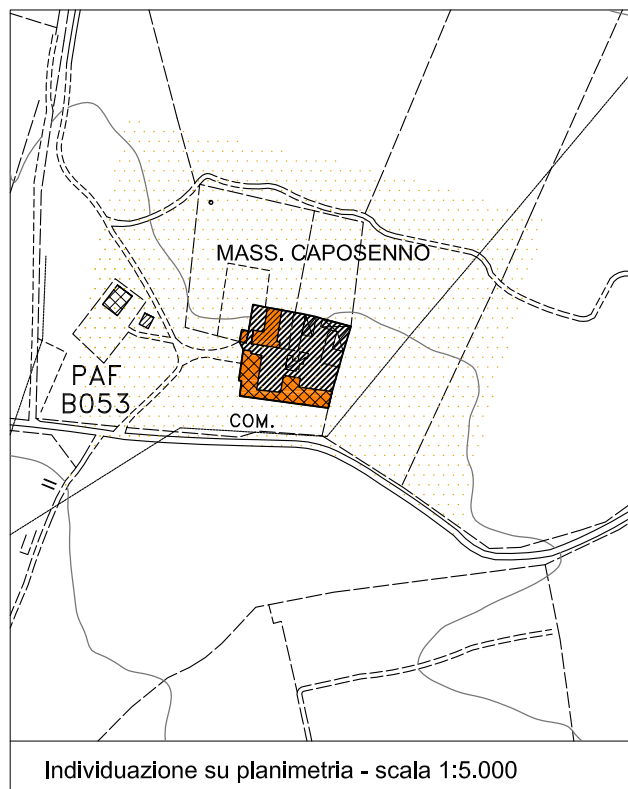 MASS. CAPOSENNO
PAF
B053
COM.
Individuazione su planimetria - scala 1:5.000